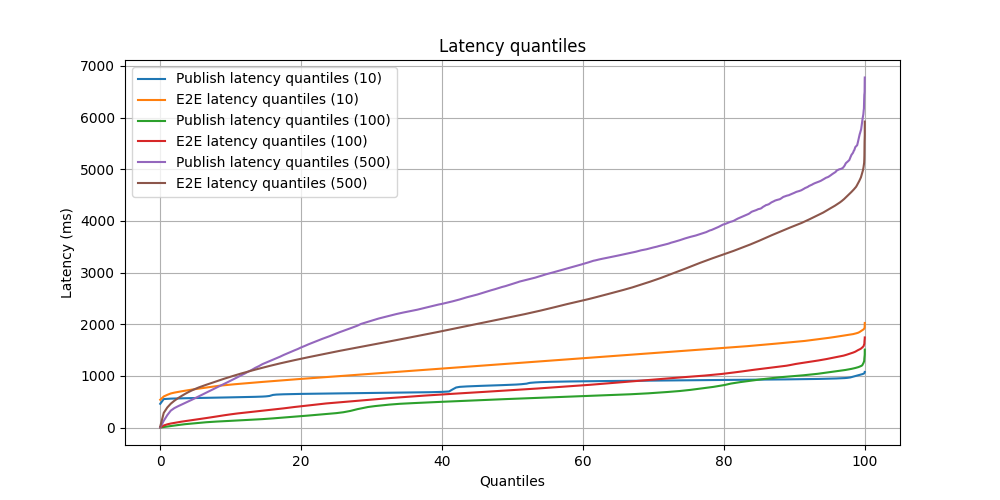 Latency quantiles
7000
6000
5000
4000
3000
2000
1000
0
Latency (ms)
Publish latency quantiles (10)
E2E latency quantiles (10)
Publish latency quantiles (100)
E2E latency quantiles (100)
Publish latency quantiles (500)
E2E latency quantiles (500)
0 20 40 60 80 100
Quantiles